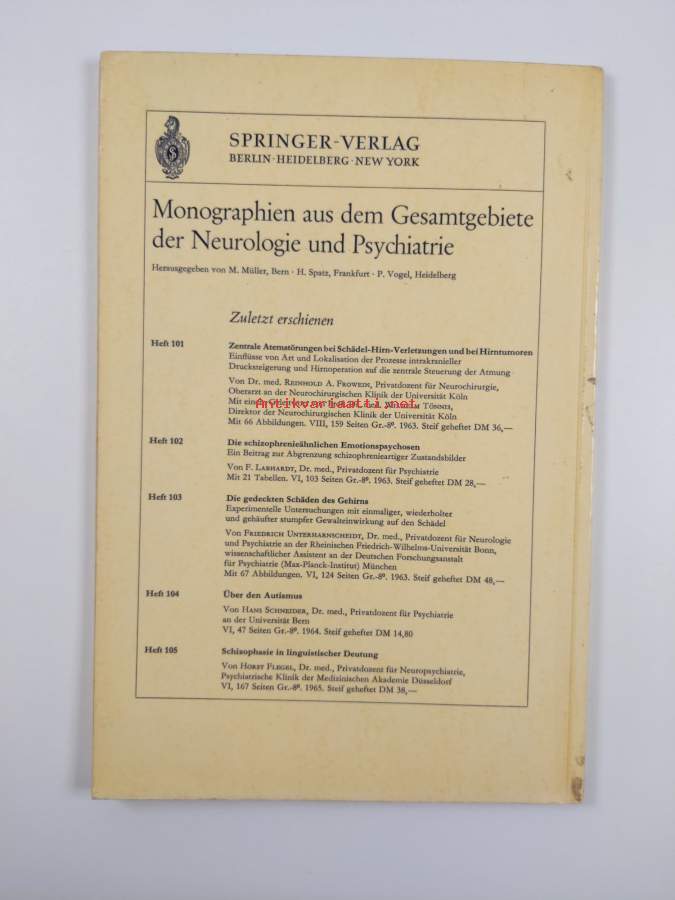 SPRINGER-VERLAG
BERLIN · HEIDELBERG · NEW YORK
Monographien aus dem Gesamtgebiete
der Neurologie und Psychiatrie
Herausgegeben von M. Müller, Bern · H. Spatz, Frankfurt · P. Vogel, Heidelberg
Zuletzt erschienen
Heft 101 Zentrale Atemstörungen bei Schädel-Hirn-Verletzungen und bei Hirntumoren
Einflüsse von Art und Lokalisation der Prozesse intrakranieller
Drucksteigerung und Hirnoperation auf die zentrale Steuerung der Atmung
Von Dr. med. REINHOLD A. FROWEIN, Privatdozent für Neurochirurgie,
Oberarzt an der Neurochirurgischen Klinik der Universität Köln
Mit einem TÖNNIS,
antikvariaatti.net
Direktor der Neurochirurgischen Klinik der Universität Köln
Mit 66 Abbildungen. VIII, 159 Seiten Gr.-8º. 1963. Steif geheftet DM 36,—
Heft 102 Die schizophrenieähnlichen Emotionspsychosen
Ein Beitrag zur Abgrenzung schizophrenieartiger Zustandsbilder
Von F. LABHARDT, Dr. med., Privatdozent für Psychiatrie
Mit 21 Tabellen. VI, 103 Seiten Gr.-8º. 1963. Steif geheftet DM 28,—
Heft 103 Die gedeckten Schäden des Gehirns
Experimentelle Untersuchungen mit einmaliger, wiederholter
und gehäufter stumpfer Gewalteinwirkung auf den Schädel
Von FRIEDRICH UNTERHARNSCHEIDT, Dr. med., Privatdozent für Neurologie
und Psychiatrie an der Rheinischen Friedrich-Wilhelms-Universität Bonn,
wissenschaftlicher Assistent an der Deutschen Forschungsanstalt
für Psychiatrie (Max-Planck-Institut) München
Mit 67 Abbildungen. VI, 124 Seiten Gr.-8º. 1963. Steif geheftet DM 48,—
Heft 104 Über den Autismus
Von HANS SCHNEIDER, Dr. med., Privatdozent für Psychiatrie
an der Universität Bern
VI, 47 Seiten Gr.-8º. 1964. Steif geheftet DM 14,80
Heft 105 Schizophasie in linguistischer Deutung
Von HORST FLEGEL, Dr. med., Privatdozent für Neuropsychiatrie,
Psychiatrische Klinik der Medizinischen Akademie Düsseldorf
VI, 167 Seiten Gr.-8º. 1965. Steif geheftet DM 38,—